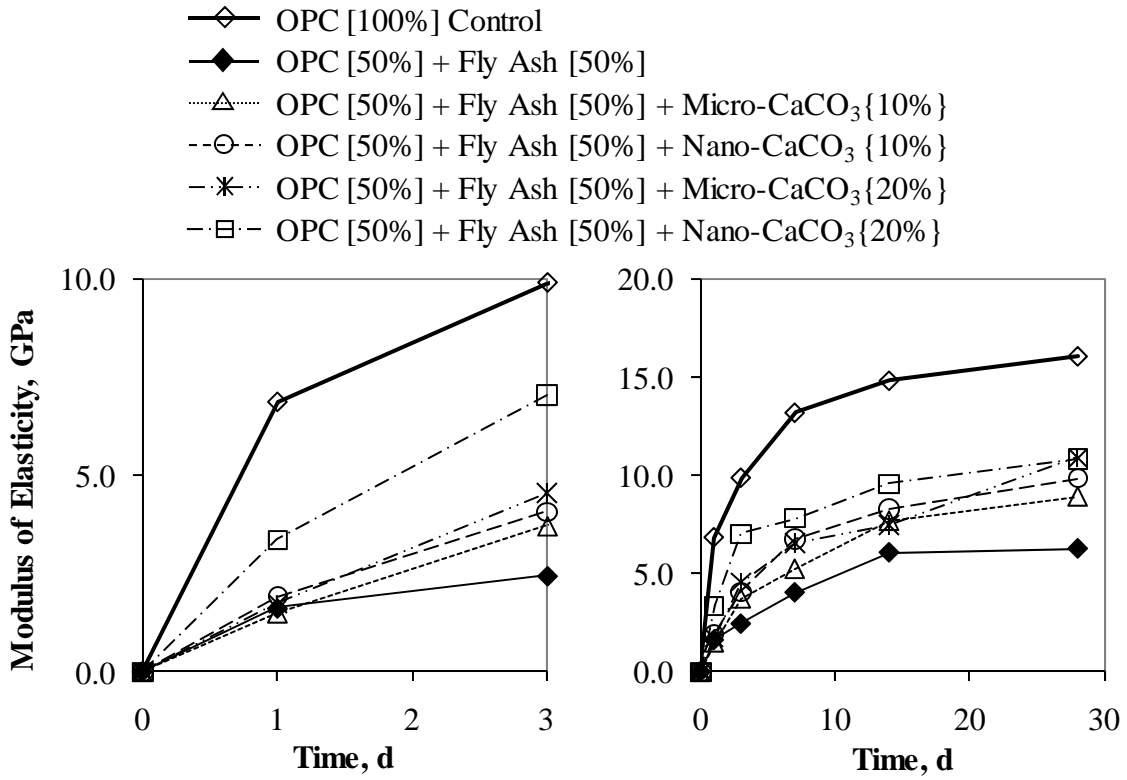 OPC [100%] Control
OPC [50%] + Fly Ash [50%]
OPC [50%] + Fly Ash [50%] + Micro-CaCO₃{10%}
OPC [50%] + Fly Ash [50%] + Nano-CaCO₃ {10%}
OPC [50%] + Fly Ash [50%] + Micro-CaCO₃{20%}
OPC [50%] + Fly Ash [50%] + Nano-CaCO₃{20%}
Modulus of Elasticity, GPa
10.0
5.0
0.0
0 1 2 3
Time, d
20.0
15.0
10.0
5.0
0.0
0 10 20 30
Time, d